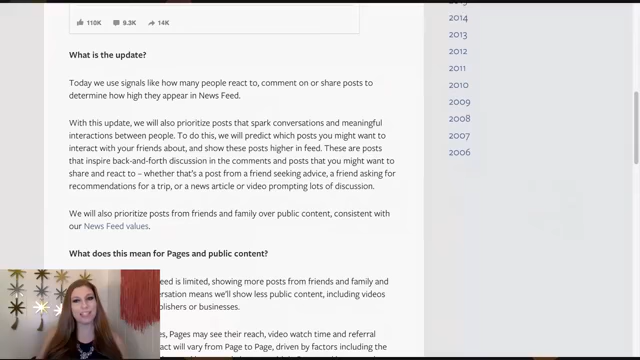 110K 9.3K 14K
What is the update?
Today we use signals like how many people react to, comment on or share posts to
determine how high they appear in News Feed.
With this update, we will also prioritize posts that spark conversations and meaningful
interactions between people. To do this, we will predict which posts you might want to
interact with your friends about, and show these posts higher in feed. These are posts
that inspire back-and-forth discussion in the comments and posts that you might want to
share and react to – whether that's a post from a friend seeking advice, a friend asking for
recommendations for a trip, or a news article or video prompting lots of discussion.
We will also prioritize posts from friends and family over public content, consistent with
our News Feed values.
What does this mean for Pages and public content?
eed is limited, showing more posts from friends and family and
ersation means we'll show less public content, including videos
blishers or businesses.
es, Pages may see their reach, video watch time and referral
act will vary from Page to Page, driven by factors including the
2014
2013
2012
2011
2010
2009
2008
2007
2006